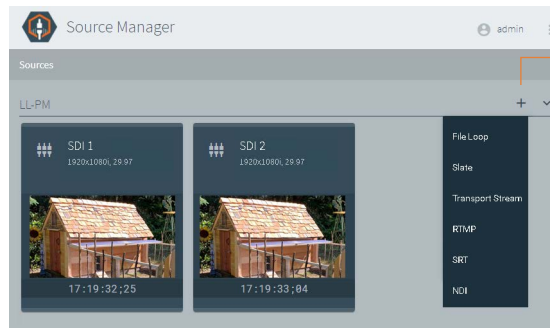 Source Manager
admin
Sources
LL-PM
SDI 1
1920x1080i, 29.97
SDI 2
1920x1080i, 29.97
17:19:32;25
17:19:33;04
File Loop
Slate
Transport Stream
RTMP
SRT
NDI